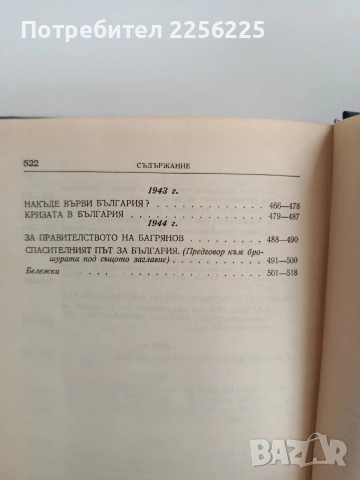 Потребител 2256225
522
СЪДЪРЖАНИЕ
1943 г.
НАКЪДЕ ВЪРВИ БЪЛГАРИЯ? . . . . . . . . 466—478
КРИЗАТА В БЪЛГАРИЯ . . . . . . . . . . 479—487
1944 г.
ЗА ПРАВИТЕЛСТВОТО НА БАГРЯНОВ . . . . . . 488—490
СПАСИТЕЛНИЯТ ПЪТ ЗА БЪЛГАРИЯ. (Предговор към бро-
шурата под същото заглавие) . . . . . . . . 491—500
Бележки . . . . . . . . . . . . 501—518
BAZAR